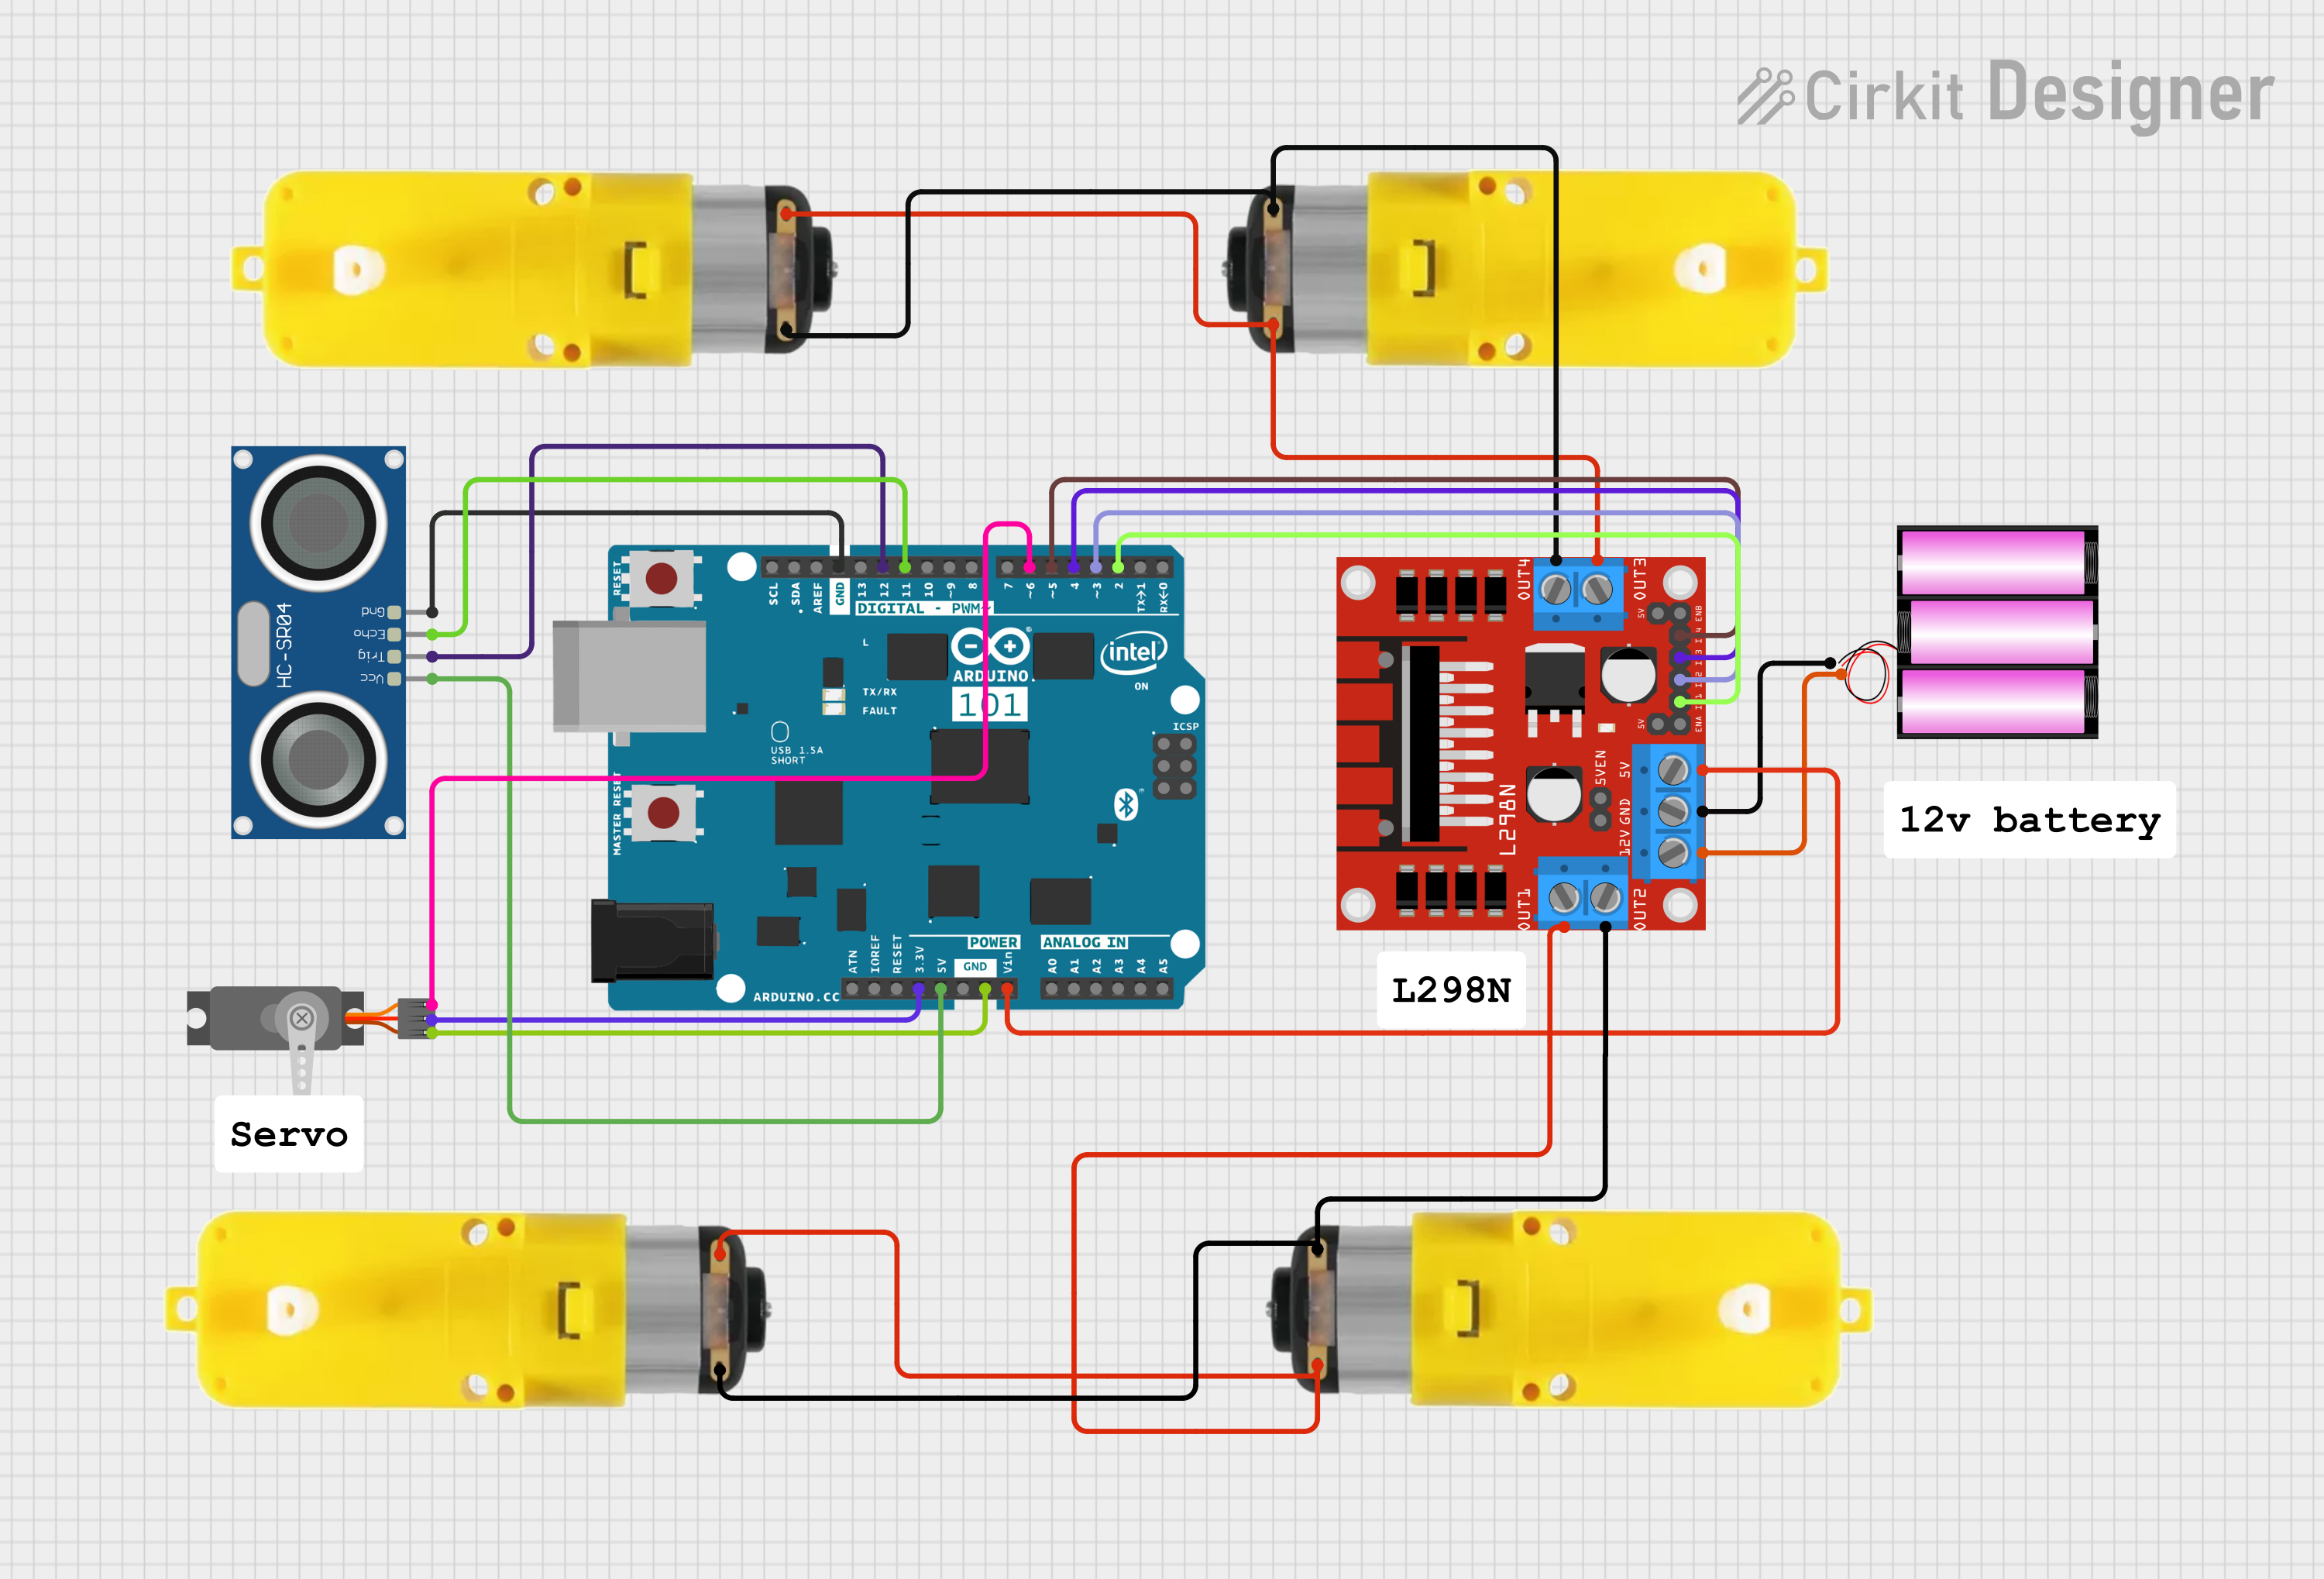 Cirkit Designer
HC-SR04
Gnd
Echo
Trig
Vcc
RESET
SCL
SDA
AREF
GND
13
12
11
10
~9
8
7
~6
~5
4
~3
2
TX→1
RX←0
DIGITAL - PWM~
L
TX/RX
FAULT
ARDUINO.
101
intel
ON
ICSP
USB 1.5A
SHORT
MASTER RESET
ATN
IOREF
RESET
3.3V
5V
GND
Vin
POWER
ANALOG IN
A0
A1
A2
A3
A4
A5
ARDUINO.CC
OUT4
OUT3
5V
ENB
5V
ENA
5VEN
5V
GND
12V
L298N
OUT1
OUT2
L298N
12v battery
Servo